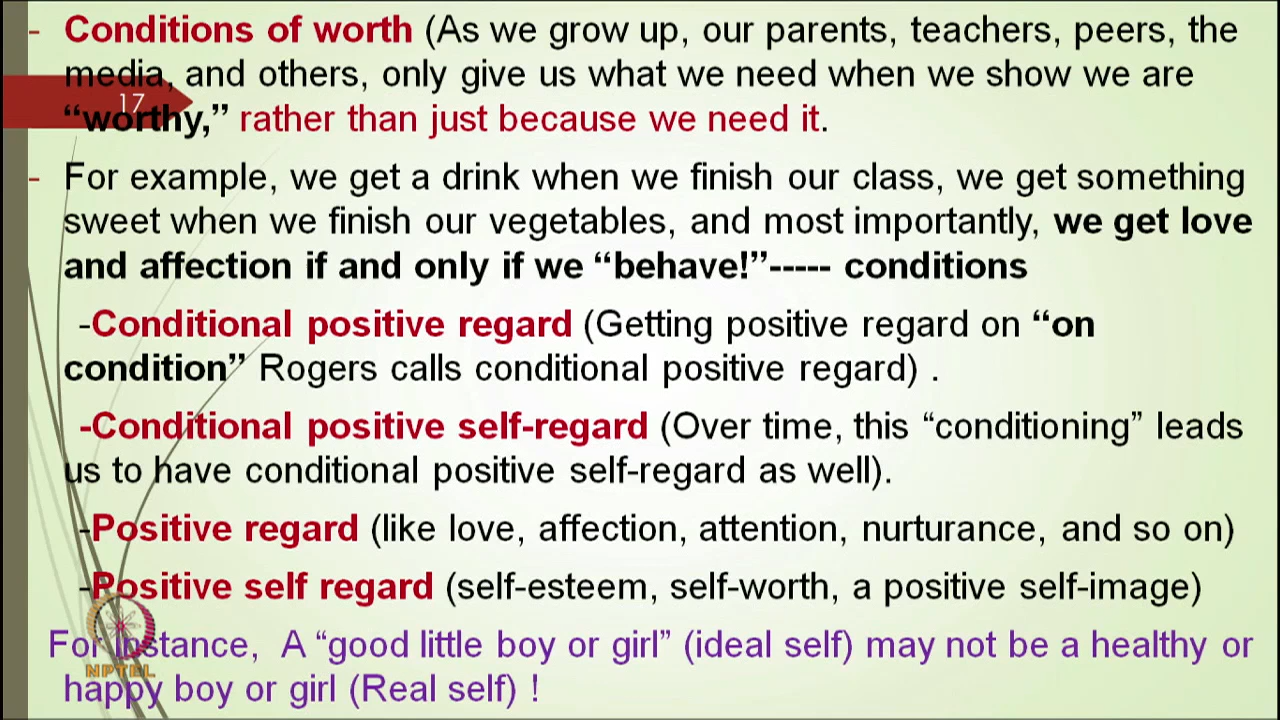 - Conditions of worth (As we grow up, our parents, teachers, peers, the
media, and others, only give us what we need when we show we are
17
“worthy,” rather than just because we need it.
- For example, we get a drink when we finish our class, we get something
sweet when we finish our vegetables, and most importantly, we get love
and affection if and only if we “behave!”----- conditions
-Conditional positive regard (Getting positive regard on “on
condition” Rogers calls conditional positive regard) .
-Conditional positive self-regard (Over time, this “conditioning” leads
us to have conditional positive self-regard as well).
-Positive regard (like love, affection, attention, nurturance, and so on)
-Positive self regard (self-esteem, self-worth, a positive self-image)
For instance, A “good little boy or girl” (ideal self) may not be a healthy or
NPTEL
happy boy or girl (Real self) !